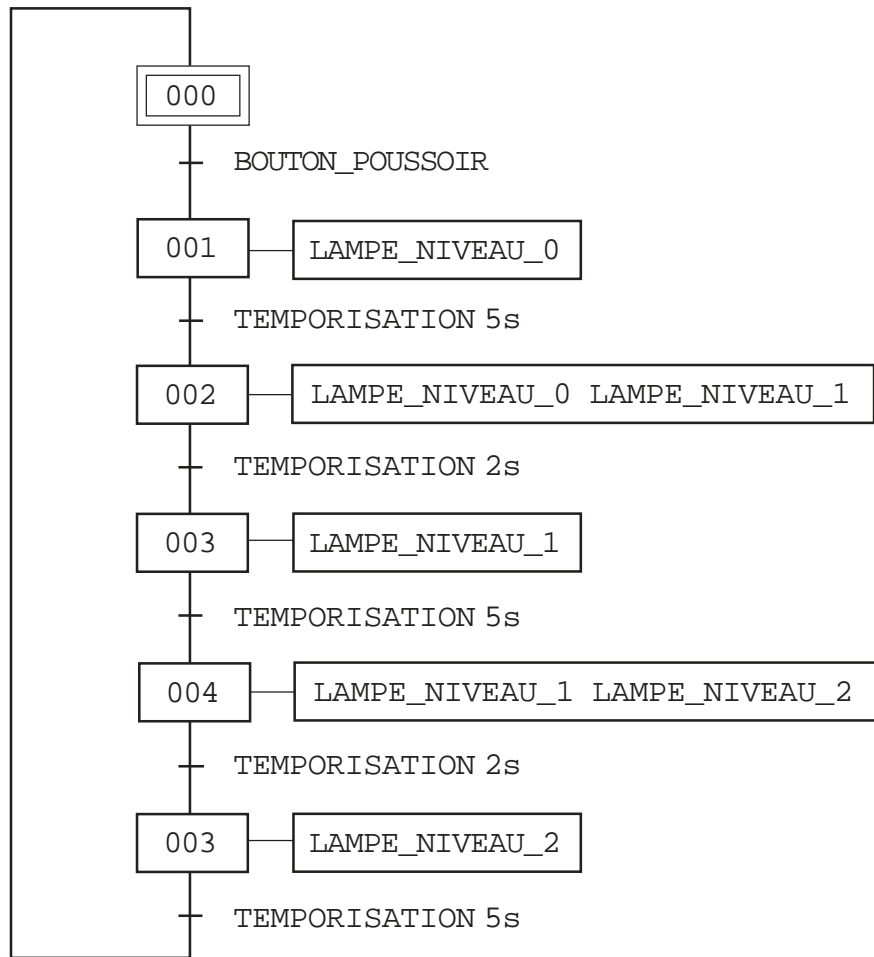 000
BOUTON_POUSSOIR
001 LAMPE_NIVEAU_0
TEMPORISATION 5s
002 LAMPE_NIVEAU_0 LAMPE_NIVEAU_1
TEMPORISATION 2s
003 LAMPE_NIVEAU_1
TEMPORISATION 5s
004 LAMPE_NIVEAU_1 LAMPE_NIVEAU_2
TEMPORISATION 2s
003 LAMPE_NIVEAU_2
TEMPORISATION 5s